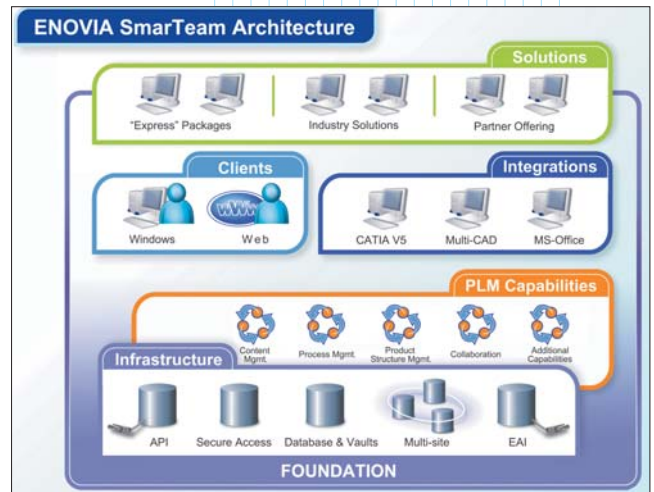 ENOVIA SmarTeam Architecture
Solutions
"Express" Packages
Industry Solutions
Partner Offering
Clients
Windows
WWW
Web
Integrations
CATIA V5
Multi-CAD
MS-Office
PLM Capabilities
Content
Mgmt.
Process Mgmt.
Product
Structure Mgmt.
Collaboration
Additional
Capabilities
Infrastructure
API
Secure Access
Database & Vaults
Multi-site
EAI
FOUNDATION